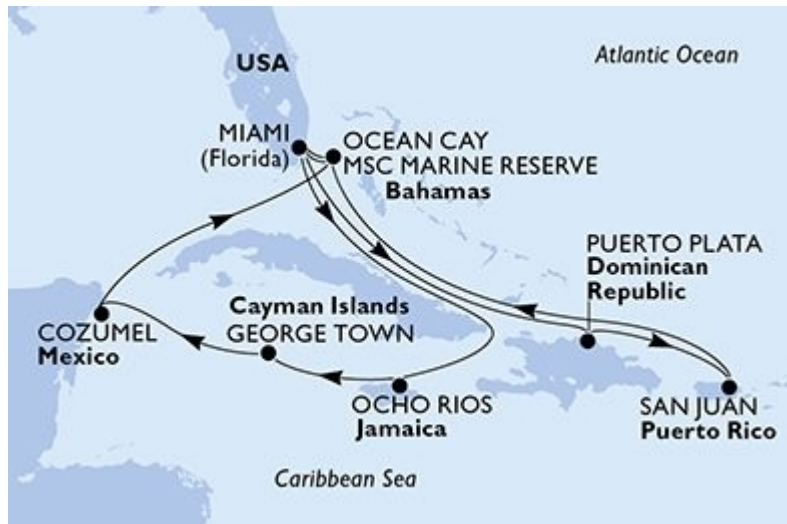 Atlantic Ocean
USA
MIAMI
(Florida)
OCEAN CAY
MSC MARINE RESERVE
Bahamas
PUERTO PLATA
Dominican
Republic
Cayman Islands
GEORGE TOWN
COZUMEL
Mexico
OCHO RIOS
Jamaica
SAN JUAN
Puerto Rico
Caribbean Sea